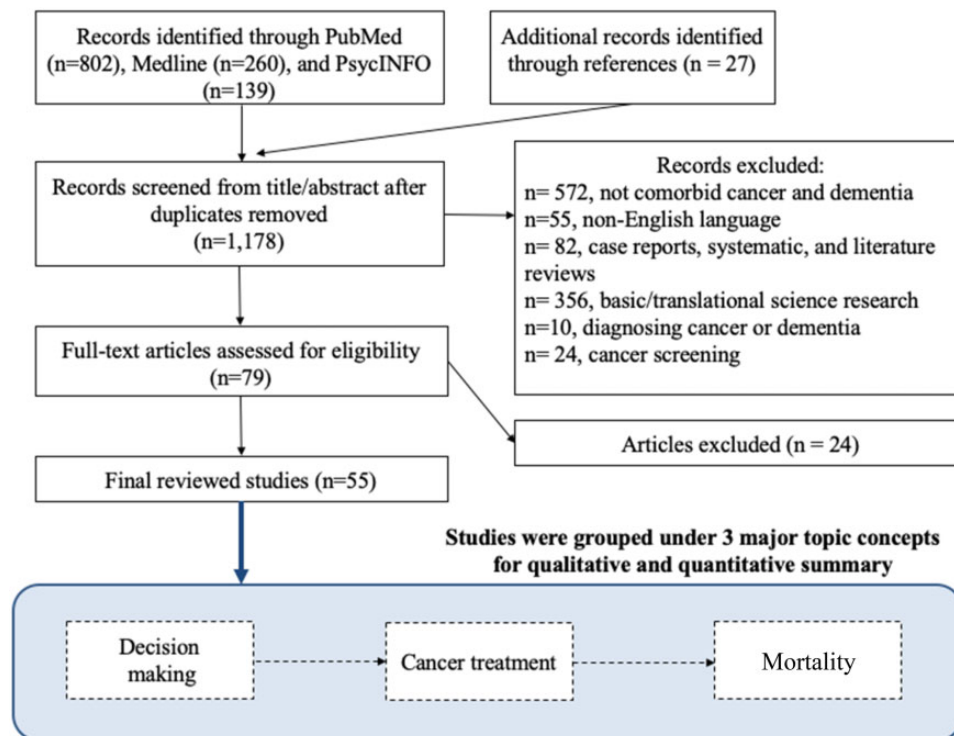 Records identified through PubMed
(n=802), Medline (n=260), and PsycINFO
(n=139)
Additional records identified
through references (n = 27)
Records screened from title/abstract after
duplicates removed
(n=1,178)
Records excluded:
n= 572, not comorbid cancer and dementia
n=55, non-English language
n= 82, case reports, systematic, and literature
reviews
n= 356, basic/translational science research
n=10, diagnosing cancer or dementia
n= 24, cancer screening
Full-text articles assessed for eligibility
(n=79)
Articles excluded (n = 24)
Final reviewed studies (n=55)
Studies were grouped under 3 major topic concepts
for qualitative and quantitative summary
Decision
making
Cancer treatment
Mortality